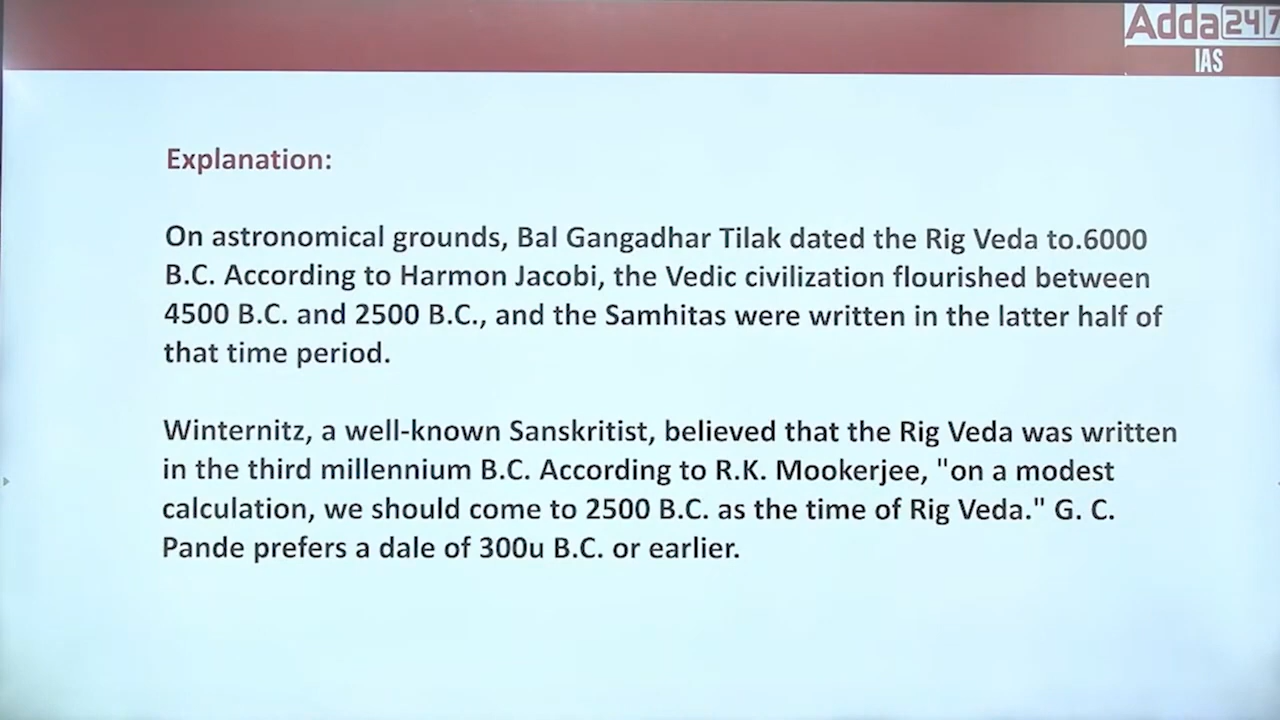 Adda247
IAS
Explanation:
On astronomical grounds, Bal Gangadhar Tilak dated the Rig Veda to.6000
B.C. According to Harmon Jacobi, the Vedic civilization flourished between
4500 B.C. and 2500 B.C., and the Samhitas were written in the latter half of
that time period.
Winternitz, a well-known Sanskritist, believed that the Rig Veda was written
in the third millennium B.C. According to R.K. Mookerjee, "on a modest
calculation, we should come to 2500 B.C. as the time of Rig Veda." G. C.
Pande prefers a dale of 300u B.C. or earlier.